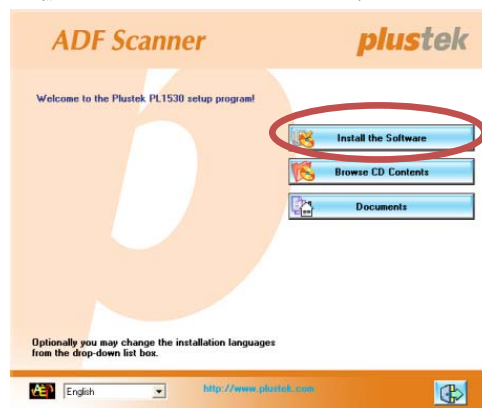 ADF Scanner
plustek
Welcome to the Plustek PL1530 setup program!
Install the Software
Browse CD Contents
Documents
Optionally you may change the installation languages
from the drop-down list box.
English
http://www.plustek.com